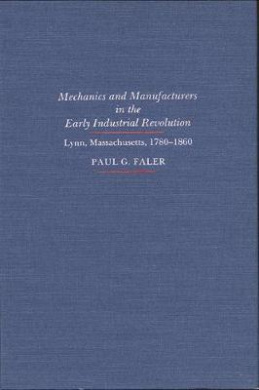 Mechanics and Manufacturers
in the
Early Industrial Revolution
Lynn, Massachusetts, 1780–1860
PAUL G. FALER